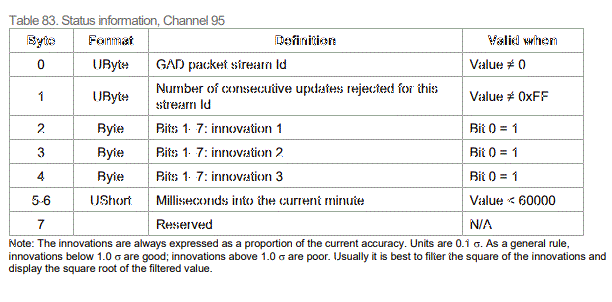 Table 83. Status information, Channel 95
Byte Format Definition Valid when
0 UByte GAD packet stream Id Value ≠ 0
1 UByte Number of consecutive updates rejected for this
stream Id Value ≠ 0xFF
2 Byte Bits 1- 7: innovation 1 Bit 0 = 1
3 Byte Bits 1- 7: innovation 2 Bit 0 = 1
4 Byte Bits 1- 7: innovation 3 Bit 0 = 1
5-6 UShort Milliseconds into the current minute Value < 60000
7 Reserved N/A
Note: The innovations are always expressed as a proportion of the current accuracy. Units are 0.1 σ. As a general rule,
innovations below 1.0 σ are good; innovations above 1.0 σ are poor. Usually it is best to filter the square of the innovations and
display the square root of the filtered value.